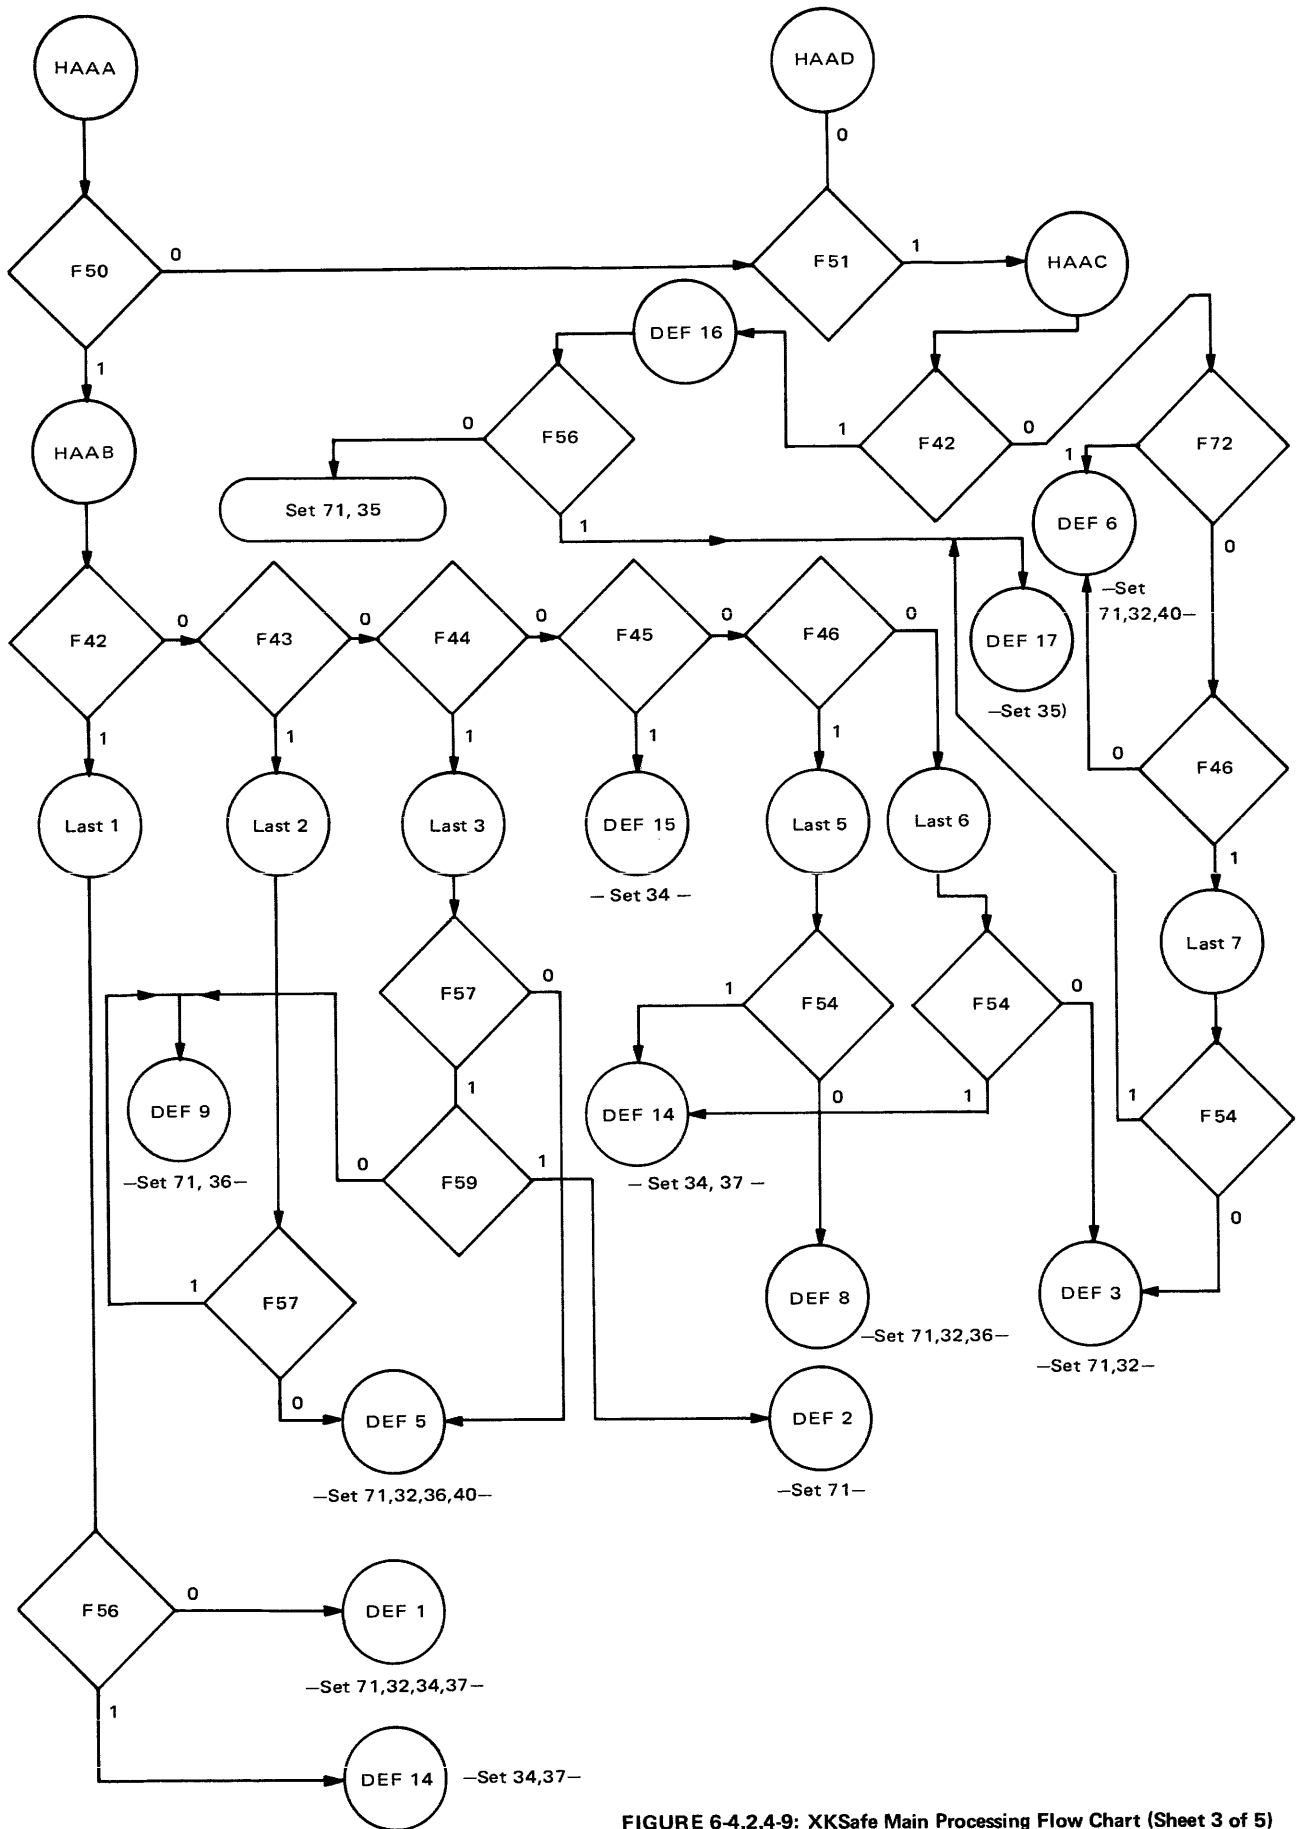 HAAA
HAAD
0
F50
0
F51
1
HAAC
1
DEF 16
HAAB
0
F56
1
F42
0
F72
1
Set 71, 35
DEF 6
1
0
—Set
71,32,40—
F42
0
F43
0
F44
0
F45
0
F46
0
DEF 17
—Set 35)
1
1
1
1
1
0
F46
Last 1
Last 2
Last 3
DEF 15
Last 5
Last 6
1
— Set 34 —
Last 7
F57
0
1
F54
F54
0
1
DEF 9
DEF 14
0
1
1
F54
—Set 71, 36—
0
F59
1
— Set 34, 37 —
0
1
F57
DEF 8
DEF 3
—Set 71,32,36—
—Set 71,32—
0
DEF 5
DEF 2
—Set 71,32,36,40—
—Set 71—
F56
0
DEF 1
—Set 71,32,34,37—
1
DEF 14
—Set 34,37—
FIGURE 6-4.2.4-9: XKSafe Main Processing Flow Chart (Sheet 3 of 5)